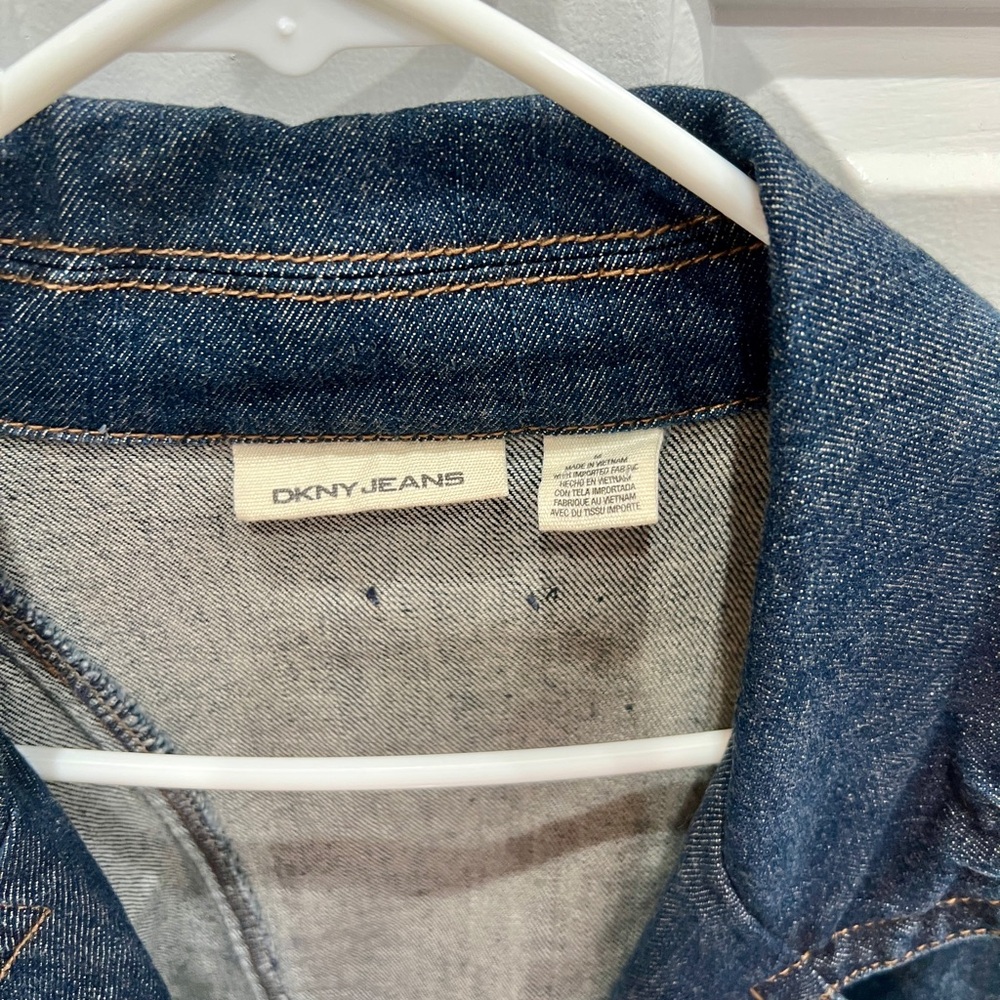 DKNY JEANS
M
MADE IN VIETNAM
WITH IMPORTED FABRIC
HECHO EN VIETNAM
CON TELA IMPORTADA
FABRIQUE AU VIETNAM
AVEC DU TISSU IMPORTE